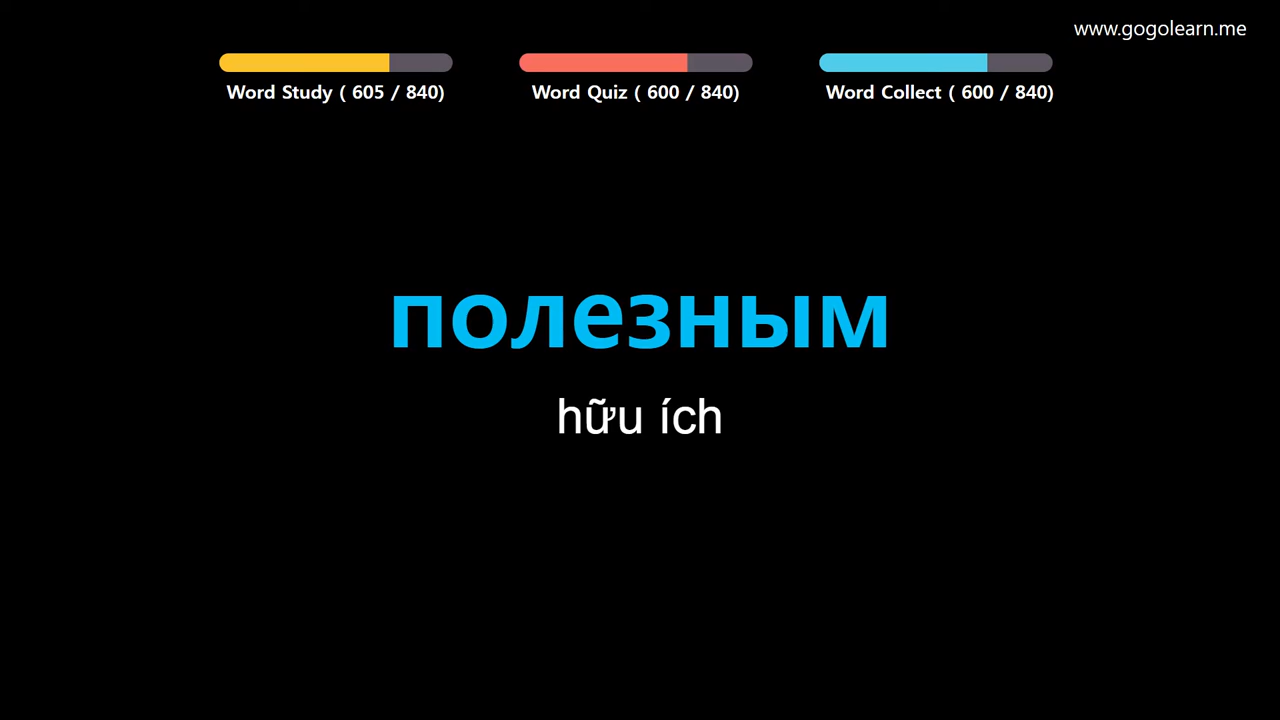 www.gogolearn.me
Word Study ( 605 / 840)
Word Quiz ( 600 / 840)
Word Collect ( 600 / 840)
полезным
hữu ích